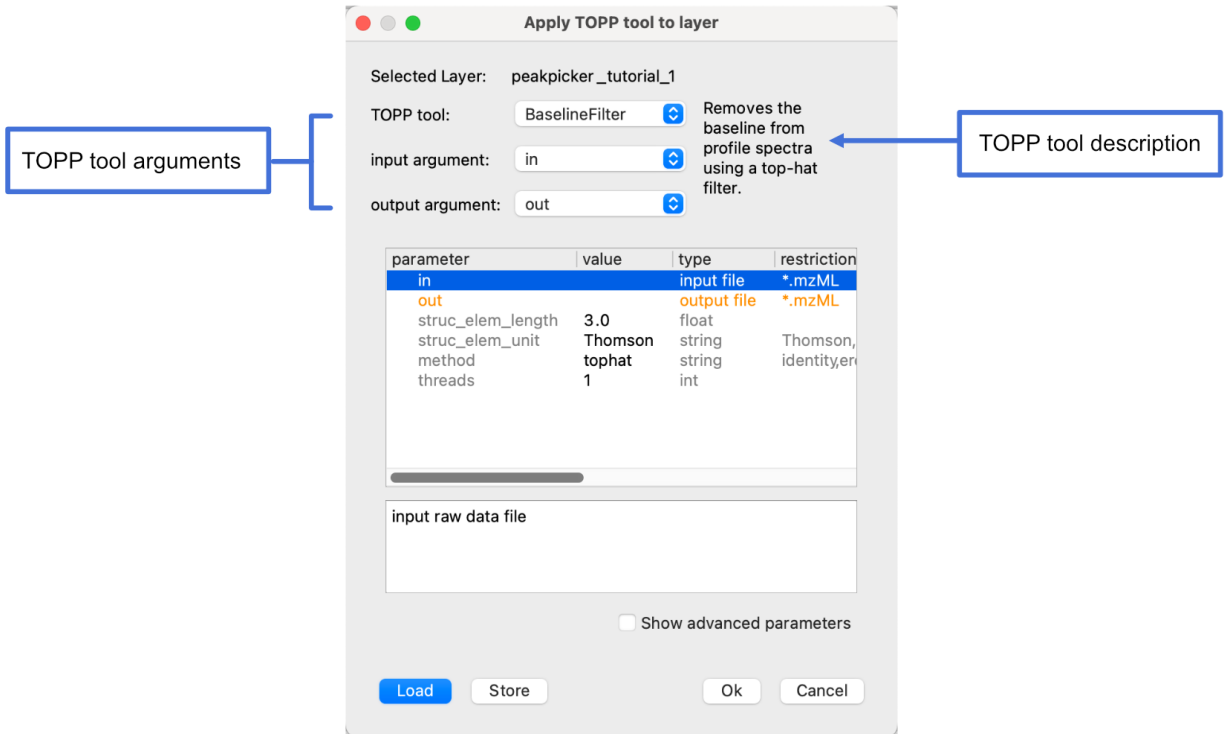 Apply TOPP tool to layer
Selected Layer: peakpicker_tutorial_1
TOPP tool arguments
TOPP tool: BaselineFilter
input argument: in
output argument: out
Removes the
baseline from
profile spectra
using a top-hat
filter.
TOPP tool description
parameter value type restriction
in input file *.mzML
out output file *.mzML
struc_elem_length 3.0 float
struc_elem_unit Thomson string Thomson,
method tophat string identity,ero
threads 1 int
input raw data file
Show advanced parameters
Load Store Ok Cancel